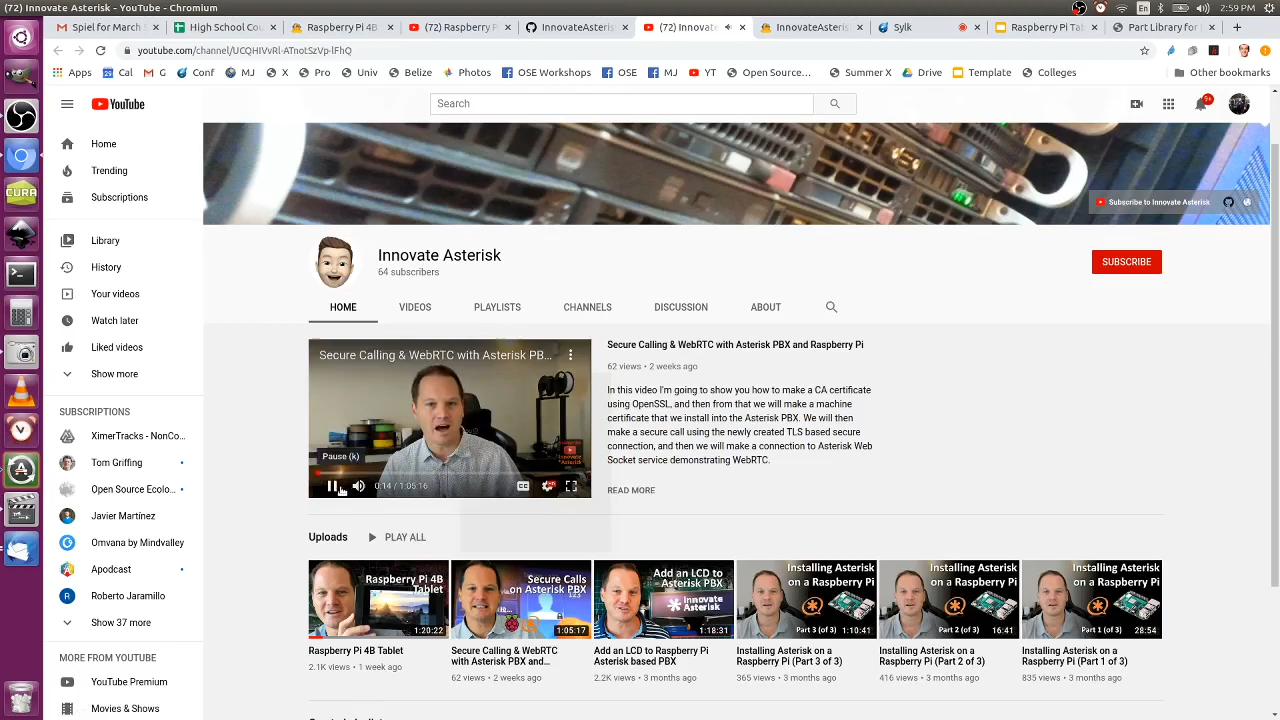 (72) Innovate Asterisk - YouTube - Chromium
En
2:59 PM
Spiel for March S
High School Cou
Raspberry Pi 4B
(72) Raspberry P
InnovateAsterisk
(72) Innovate
InnovateAsterisk
Sylk
Raspberry Pi Tab
Part Library for
youtube.com/channel/UCQHIVvRl-ATnotSzVp-lFhQ
Apps
Cal
G
Conf
MJ
X
Pro
Univ
Belize
Photos
OSE Workshops
OSE
MJ
YT
Open Source...
Summer X
Drive
Template
Colleges
Other bookmarks
YouTube
Search
9+
Home
Trending
Subscriptions
Library
History
Your videos
Watch later
Liked videos
Show more
SUBSCRIPTIONS
XimerTracks - NonCo...
Tom Griffing
Open Source Ecolo...
Javier Martínez
Omvana by Mindvalley
Apodcast
Roberto Jaramillo
Show 37 more
MORE FROM YOUTUBE
YouTube Premium
Movies & Shows
CURA
Subscribe to Innovate Asterisk
Innovate Asterisk
64 subscribers
SUBSCRIBE
HOME
VIDEOS
PLAYLISTS
CHANNELS
DISCUSSION
ABOUT
Secure Calling & WebRTC with Asterisk PB...
Pause (k)
0:14 / 1:05:16
CC
Secure Calling & WebRTC with Asterisk PBX and Raspberry Pi
62 views • 2 weeks ago
In this video I'm going to show you how to make a CA certificate
using OpenSSL, and then from that we will make a machine
certificate that we install into the Asterisk PBX. We will then
make a secure call using the newly created TLS based secure
connection, and then we will make a connection to Asterisk Web
Socket service demonstrating WebRTC.
READ MORE
Uploads
PLAY ALL
Raspberry Pi 4B
Tablet
1:20:22
Raspberry Pi 4B Tablet
2.1K views • 1 week ago
Secure Calls
on Asterisk PBX
1:05:17
Secure Calling & WebRTC
with Asterisk PBX and...
62 views • 2 weeks ago
Add an LCD to
Asterisk PBX
Innovate
Asterisk
1:18:31
Add an LCD to Raspberry Pi
Asterisk based PBX
2.2K views • 3 months ago
Installing Asterisk
on a Raspberry Pi
Part 3 (of 3)
1:10:41
Installing Asterisk on a
Raspberry Pi (Part 3 of 3)
365 views • 3 months ago
Installing Asterisk
on a Raspberry Pi
Part 2 (of 3)
16:41
Installing Asterisk on a
Raspberry Pi (Part 2 of 3)
416 views • 3 months ago
Installing Asterisk
on a Raspberry Pi
Part 1 (of 3)
28:54
Installing Asterisk on a
Raspberry Pi (Part 1 of 3)
835 views • 3 months ago